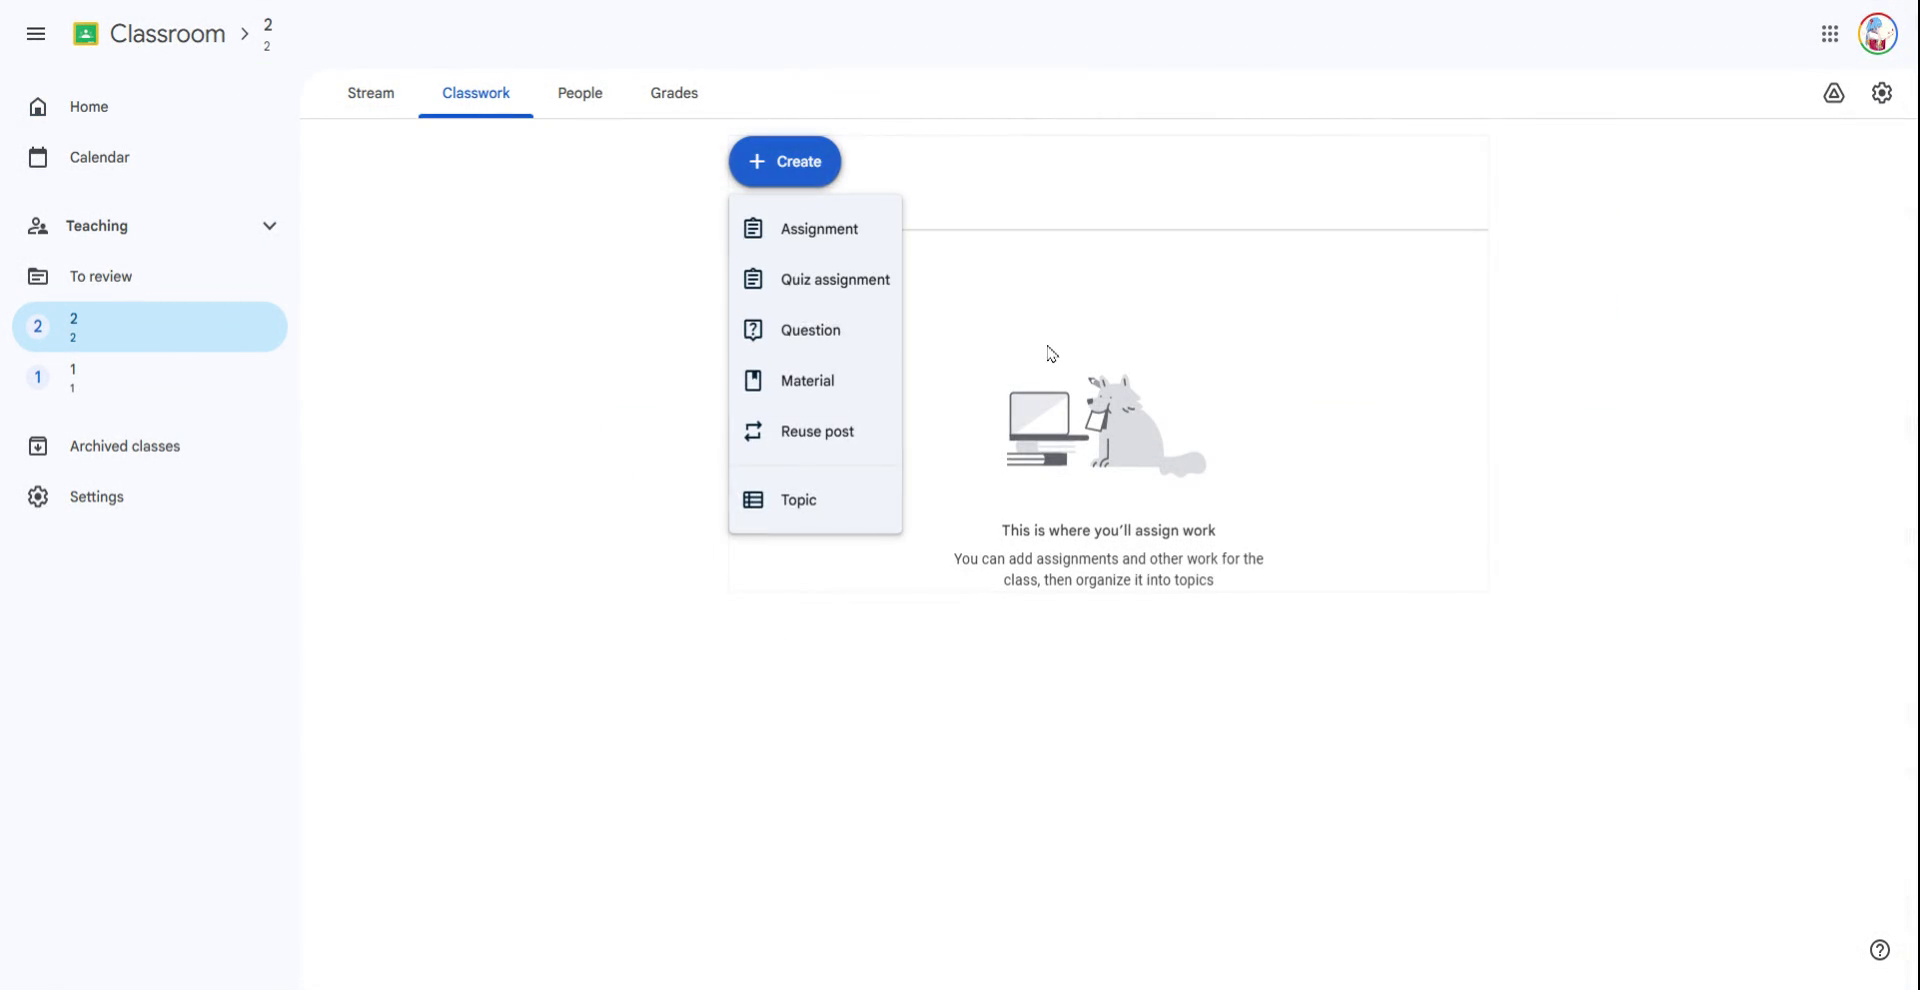 Classroom
2
2
Home
Calendar
Teaching
To review
2
2
2
1
1
1
Archived classes
Settings
Stream
Classwork
People
Grades
Create
Assignment
Quiz assignment
Question
Material
Reuse post
Topic
This is where you’ll assign work
You can add assignments and other work for the
class, then organize it into topics